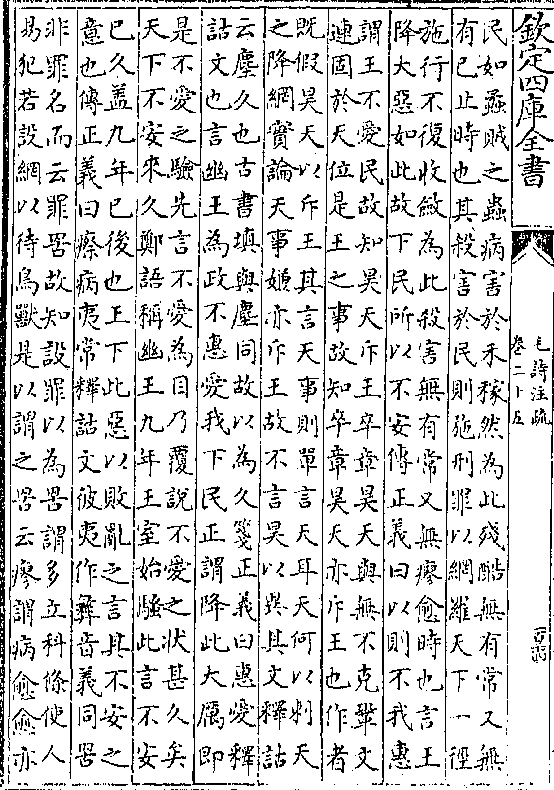 欽定四庫全書
毛詩注疏
卷二十五
民如蟊賊之蟲病害於禾稼然為此殘酷無有常又無
有已止時也其殺害於民則施刑罪以網羅天下一徑
施行不復收斂為此殺害無有常又無瘳愈時也言王
降大惡如此故下民所以不安傳正義曰以則不我惠
謂王不愛民故知昊天斥王卒章昊天與無不克鞏文
連固於天位是王之事故知卒章昊天亦斥王也作者
既假昊天以斥王其言天事則單言天耳天何以刺天
之降網實論天事嫌亦斥王故不言昊以異其文釋詁
云塵久也古書填與塵同故以為久箋正義曰惠愛釋
詁文也言幽王為政不惠愛我下民正謂降此大厲即
是不愛之驗先言不愛為目乃覆說不愛之狀甚久矣
天下不安來久鄭語稱幽王九年王室始騷此言不安
已久蓋九年已後也王下此惡以敗亂之言其不安之
意也傳正義曰瘵病夷常釋詁文彼夷作彝音義同罟
非罪名而云罪罟故知設罪以為罟謂多立科條使人
易犯若設網以待鳥獸是以謂之罟云瘳謂病愈愈亦